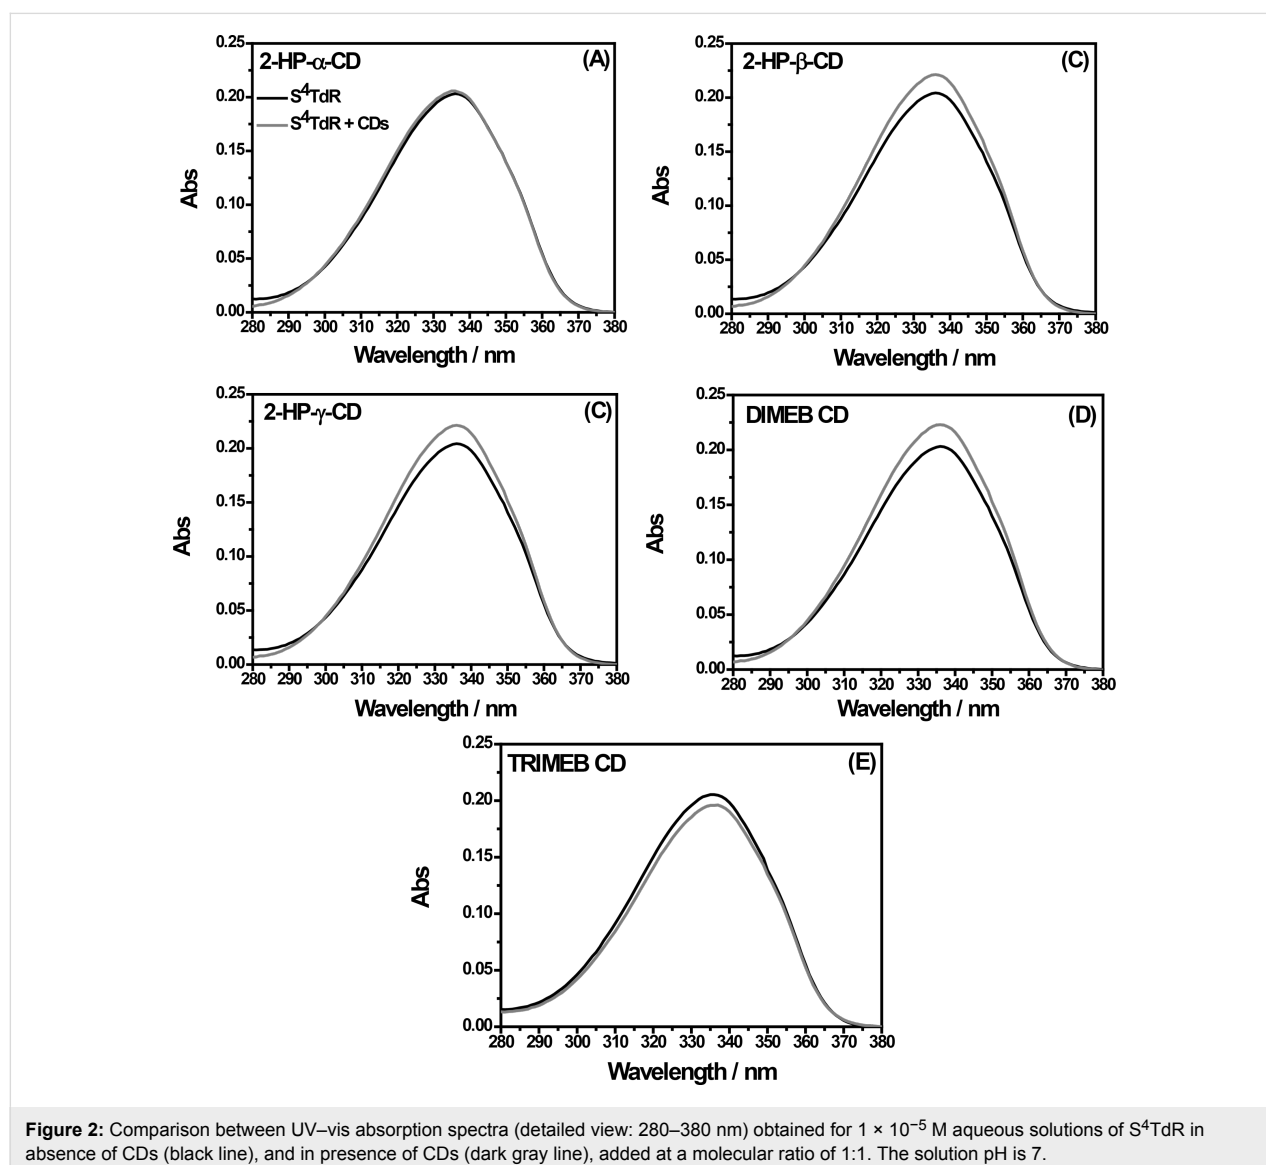 2-HP-α-CD (A)
S⁴TdR
S⁴TdR + CDs
0.25
0.20
0.15
0.10
0.05
0.00
Abs
280 290 300 310 320 330 340 350 360 370 380
Wavelength / nm
2-HP-β-CD (C)
0.25
0.20
0.15
0.10
0.05
0.00
Abs
280 290 300 310 320 330 340 350 360 370 380
Wavelength / nm
2-HP-γ-CD (C)
0.25
0.20
0.15
0.10
0.05
0.00
Abs
280 290 300 310 320 330 340 350 360 370 380
Wavelength / nm
DIMEB CD (D)
0.25
0.20
0.15
0.10
0.05
0.00
Abs
280 290 300 310 320 330 340 350 360 370 380
Wavelength / nm
TRIMEB CD (E)
0.25
0.20
0.15
0.10
0.05
0.00
Abs
280 290 300 310 320 330 340 350 360 370 380
Wavelength / nm
Figure 2: Comparison between UV–vis absorption spectra (detailed view: 280–380 nm) obtained for 1 × 10⁻⁵ M aqueous solutions of S⁴TdR in
absence of CDs (black line), and in presence of CDs (dark gray line), added at a molecular ratio of 1:1. The solution pH is 7.